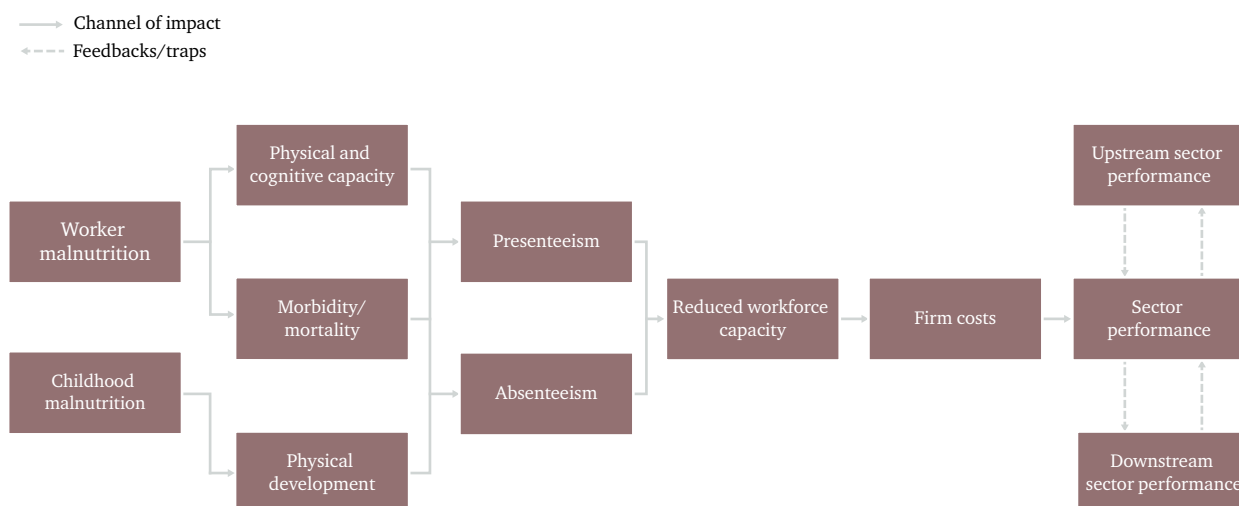 Channel of impact
Feedbacks/traps
Worker
malnutrition
Childhood
malnutrition
Physical and
cognitive capacity
Morbidity/
mortality
Physical
development
Presenteeism
Absenteeism
Reduced workforce
capacity
Firm costs
Upstream sector
performance
Sector
performance
Downstream
sector performance